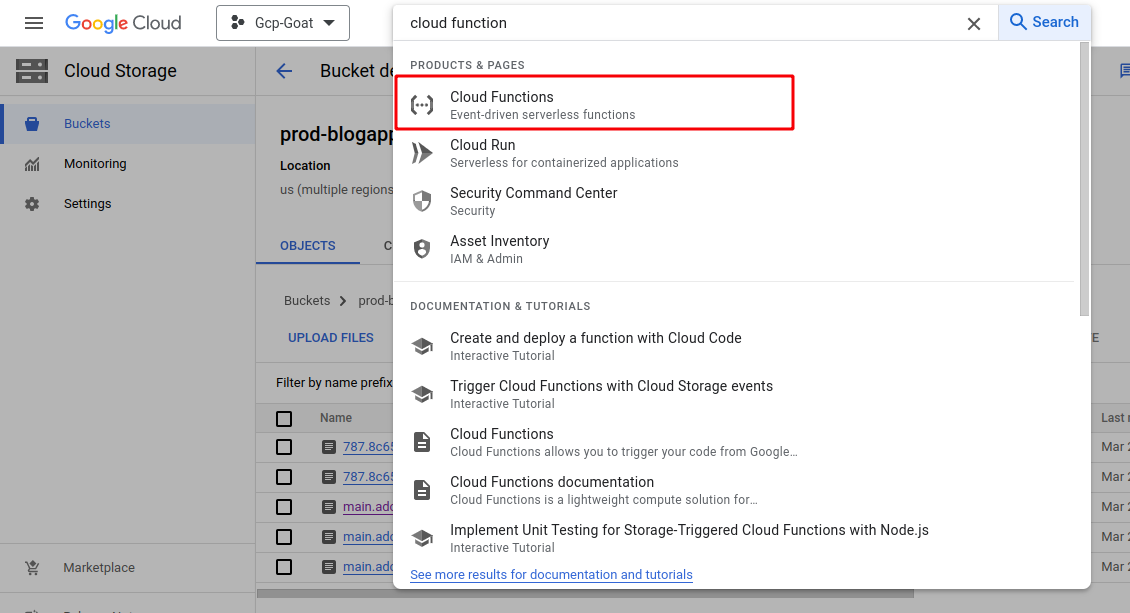 Google Cloud
Gcp-Goat
cloud function
Search
Cloud Storage
Bucket de
Buckets
Monitoring
Settings
Marketplace
prod-blogapp
Location
us (multiple regions
OBJECTS
C
Buckets
prod-b
UPLOAD FILES
E
Filter by name prefix
Name
Last
787.8c65
Mar 2
787.8c65
Mar 2
main.adc
Mar 2
main.adc
Mar 2
main.adc
Mar 2
PRODUCTS & PAGES
Cloud Functions
Event-driven serverless functions
Cloud Run
Serverless for containerized applications
Security Command Center
Security
Asset Inventory
IAM & Admin
DOCUMENTATION & TUTORIALS
Create and deploy a function with Cloud Code
Interactive Tutorial
Trigger Cloud Functions with Cloud Storage events
Interactive Tutorial
Cloud Functions
Cloud Functions allows you to trigger your code from Google…
Cloud Functions documentation
Cloud Functions is a lightweight compute solution for…
Implement Unit Testing for Storage-Triggered Cloud Functions with Node.js
Interactive Tutorial
See more results for documentation and tutorials